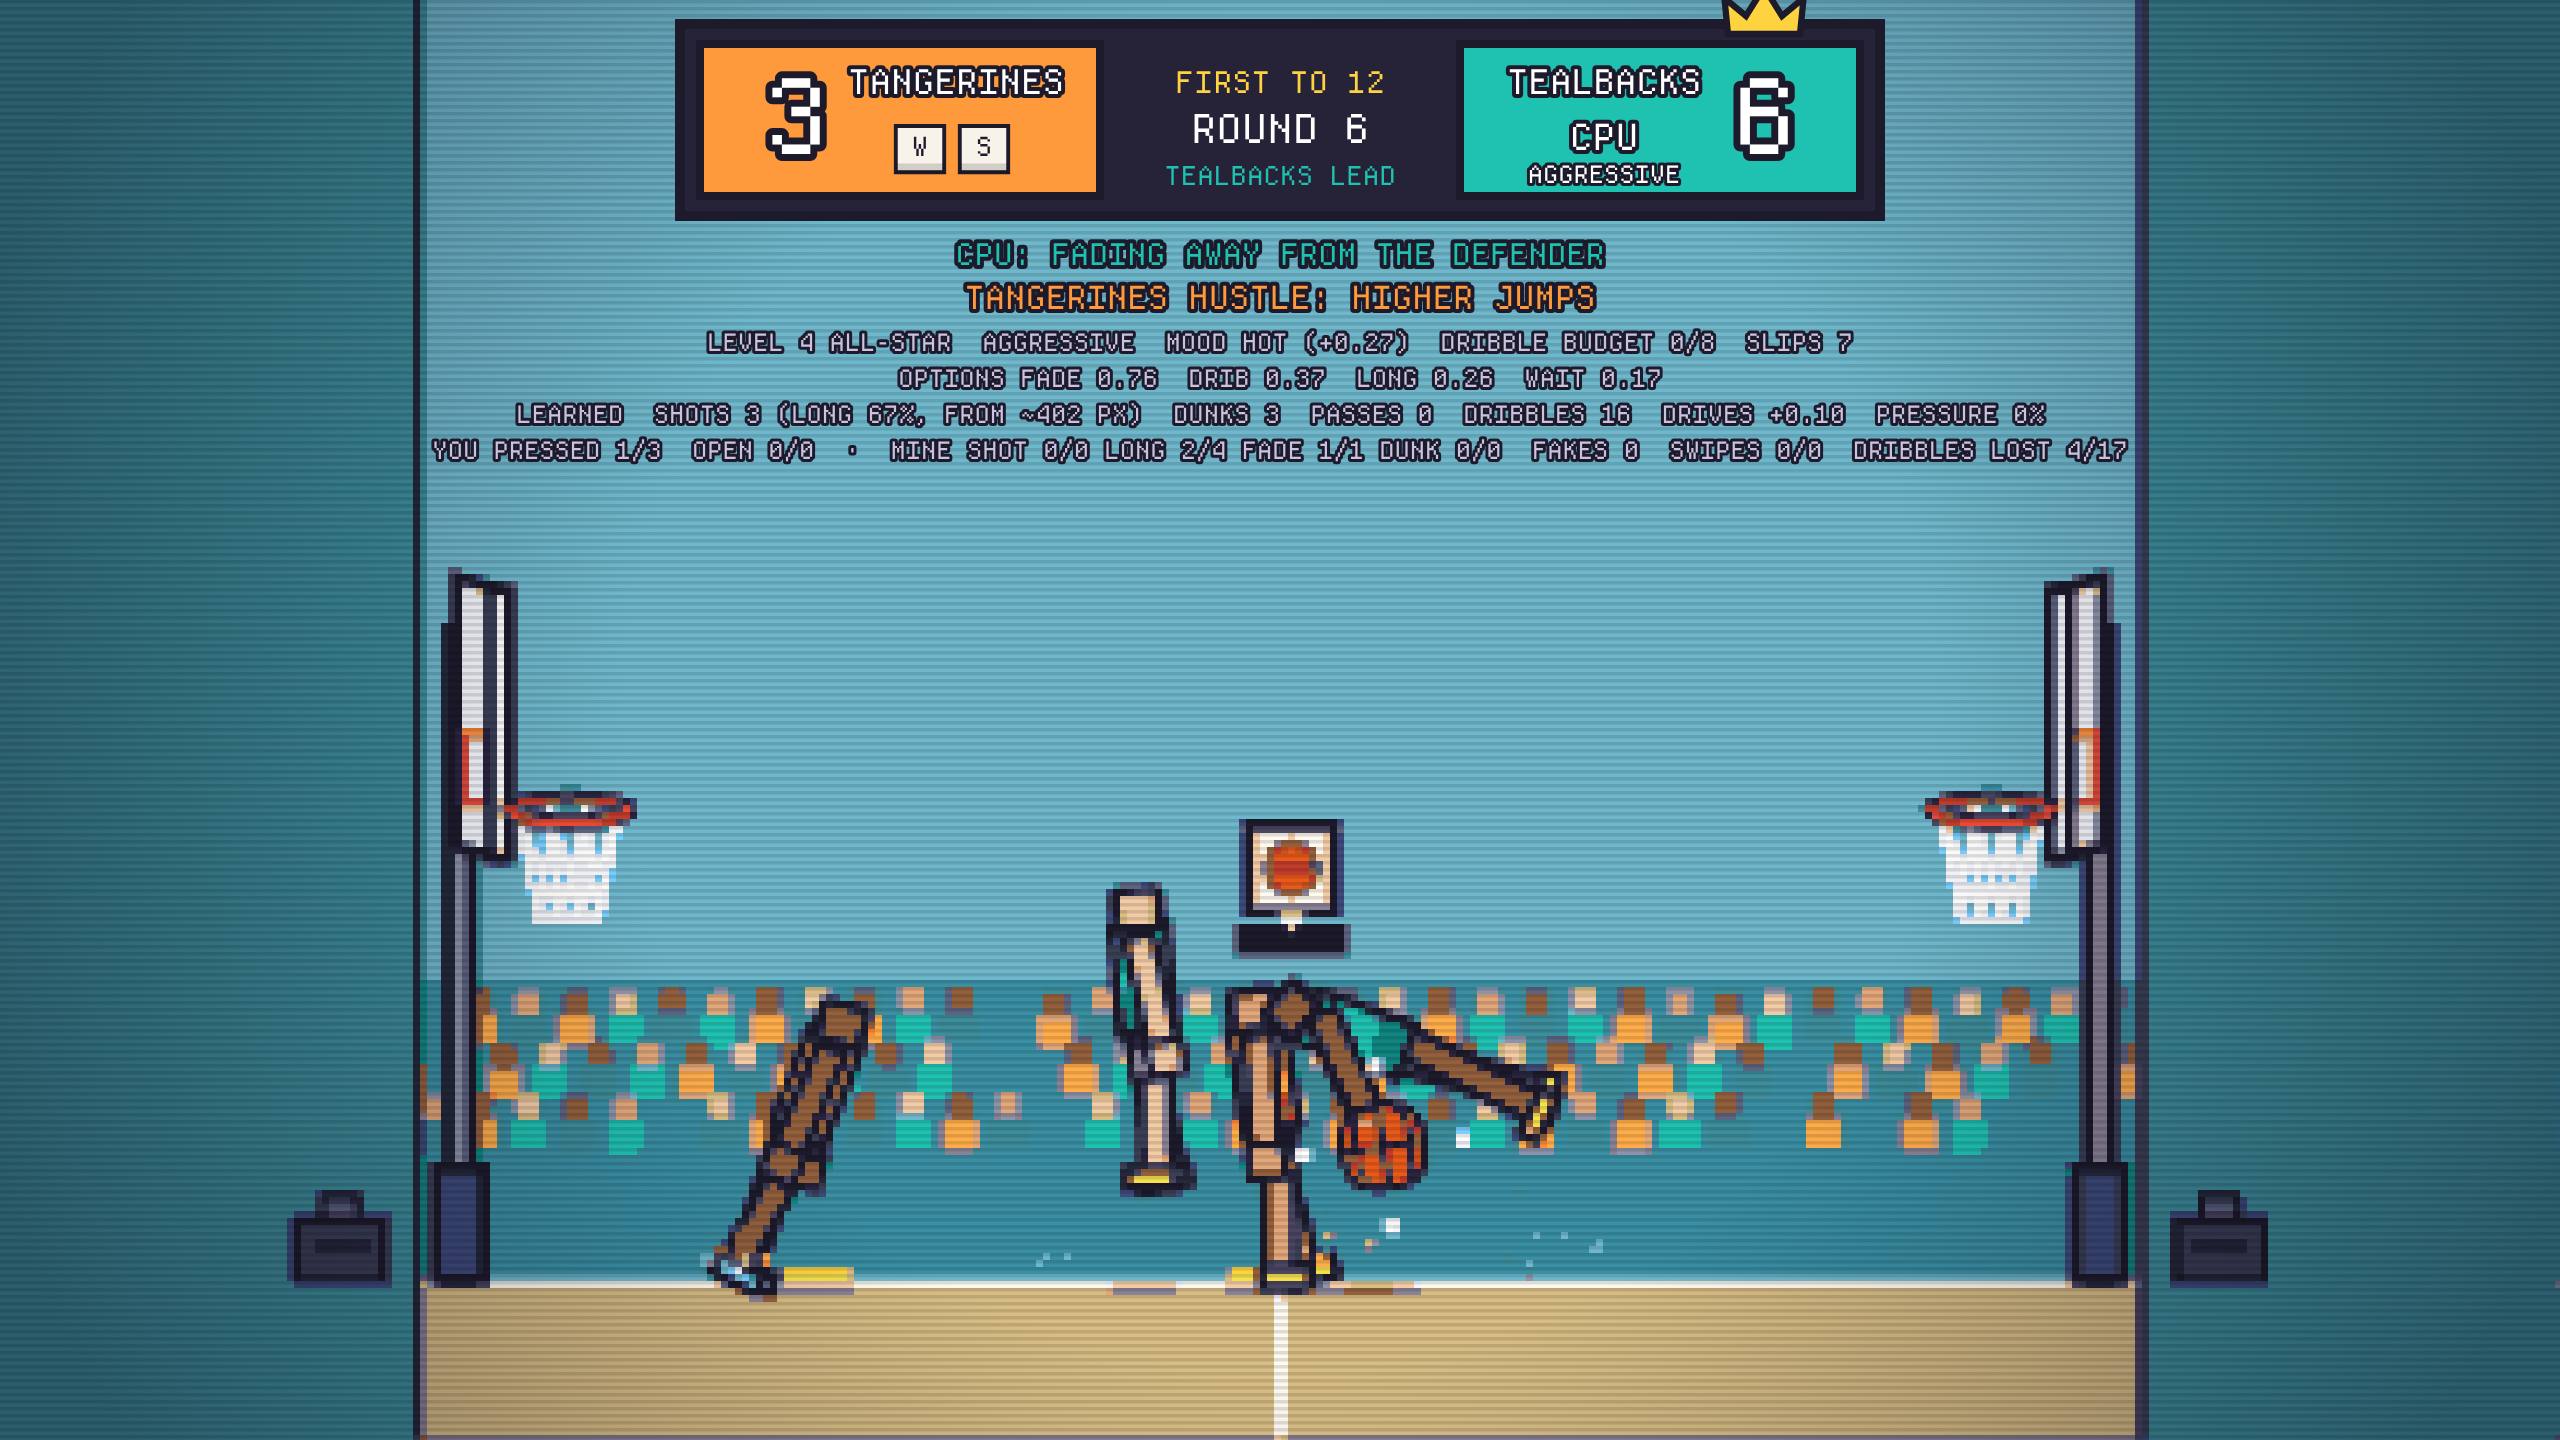 3 TANGERINES
W S
FIRST TO 12
ROUND 6
TEALBACKS LEAD
TEALBACKS 6
CPU
AGGRESSIVE
CPU: FADING AWAY FROM THE DEFENDER
TANGERINES HUSTLE: HIGHER JUMPS
LEVEL 4 ALL-STAR AGGRESSIVE MOOD HOT (+0.27) DRIBBLE BUDGET 0/8 SLIPS 7
OPTIONS FADE 0.76 DRIB 0.37 LONG 0.26 WAIT 0.17
LEARNED SHOTS 3 (LONG 67%, FROM ~402 PX) DUNKS 3 PASSES 0 DRIBBLES 16 DRIVES +0.10 PRESSURE 0%
YOU PRESSED 1/3 OPEN 0/0 · MINE SHOT 0/0 LONG 2/4 FADE 1/1 DUNK 0/0 FAKES 0 SWIPES 0/0 DRIBBLES LOST 4/17